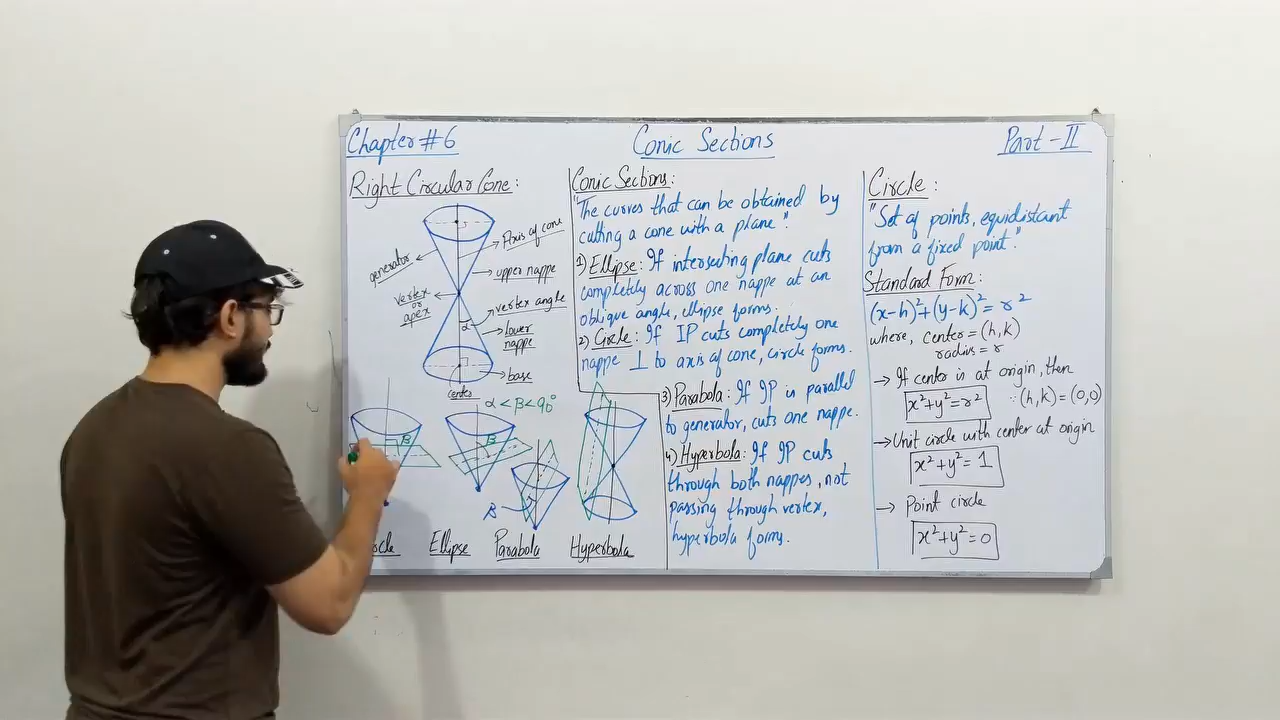 Chapter #6
Conic Sections
Part-II
Right Circular Cone:
Axis of cone
generator
upper nappe
vertex
or
apex
vertex angle
α
lower
nappe
base
center
α < β < 90°
β
β
β
Ellipse
Parabola
Hyperbola
Conic Sections:
"The curves that can be obtained by
cutting a cone with a plane."
1) Ellipse: If intersecting plane cuts
completely across one nappe at an
oblique angle, ellipse forms.
2) Circle: If IP cuts completely one
nappe ⊥ to axis of cone, circle forms.
3) Parabola: If IP is parallel
to generator, cuts one nappe.
4) Hyperbola: If IP cuts
through both nappes, not
passing through vertex,
hyperbola forms.
Circle:
"Set of points, equidistant
from a fixed point."
Standard Form:
(x-h)²+(y-k)² = r²
where, center = (h,k)
radius = r
→ If center is at origin, then
x²+y²=r²
∵ (h,k) = (0,0)
→ Unit circle with center at origin
x²+y² = 1
→ Point circle
x²+y² = 0